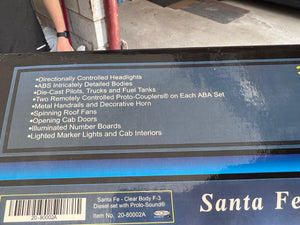 •Directionally Controlled Headlights
•ABS Intricately Detailed Bodies
•Die-Cast Pilots, Trucks and Fuel Tanks
•Two Remotely Controlled Proto-Couplers® on Each ABA Set
•Metal Handrails and Decorative Horn
•Spinning Roof Fans
•Opening Cab Doors
•Illuminated Number Boards
•Lighted Marker Lights and Cab Interiors
Santa Fe - Clear Body F-3
Diesel set with Proto-Sound®
20-80002A
Item No. 20-80002A
Santa Fe